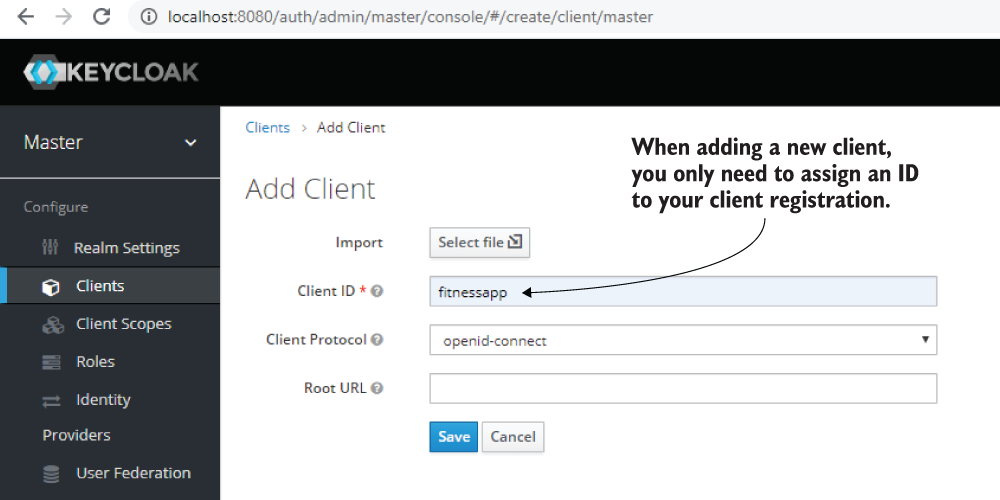 localhost:8080/auth/admin/master/console/#/create/client/master
KEYCLOAK
Master
Configure
Realm Settings
Clients
Client Scopes
Roles
Identity
Providers
User Federation
Clients > Add Client
Add Client
When adding a new client,
you only need to assign an ID
to your client registration.
Import Select file
Client ID * fitnessapp
Client Protocol openid-connect
Root URL
Save Cancel